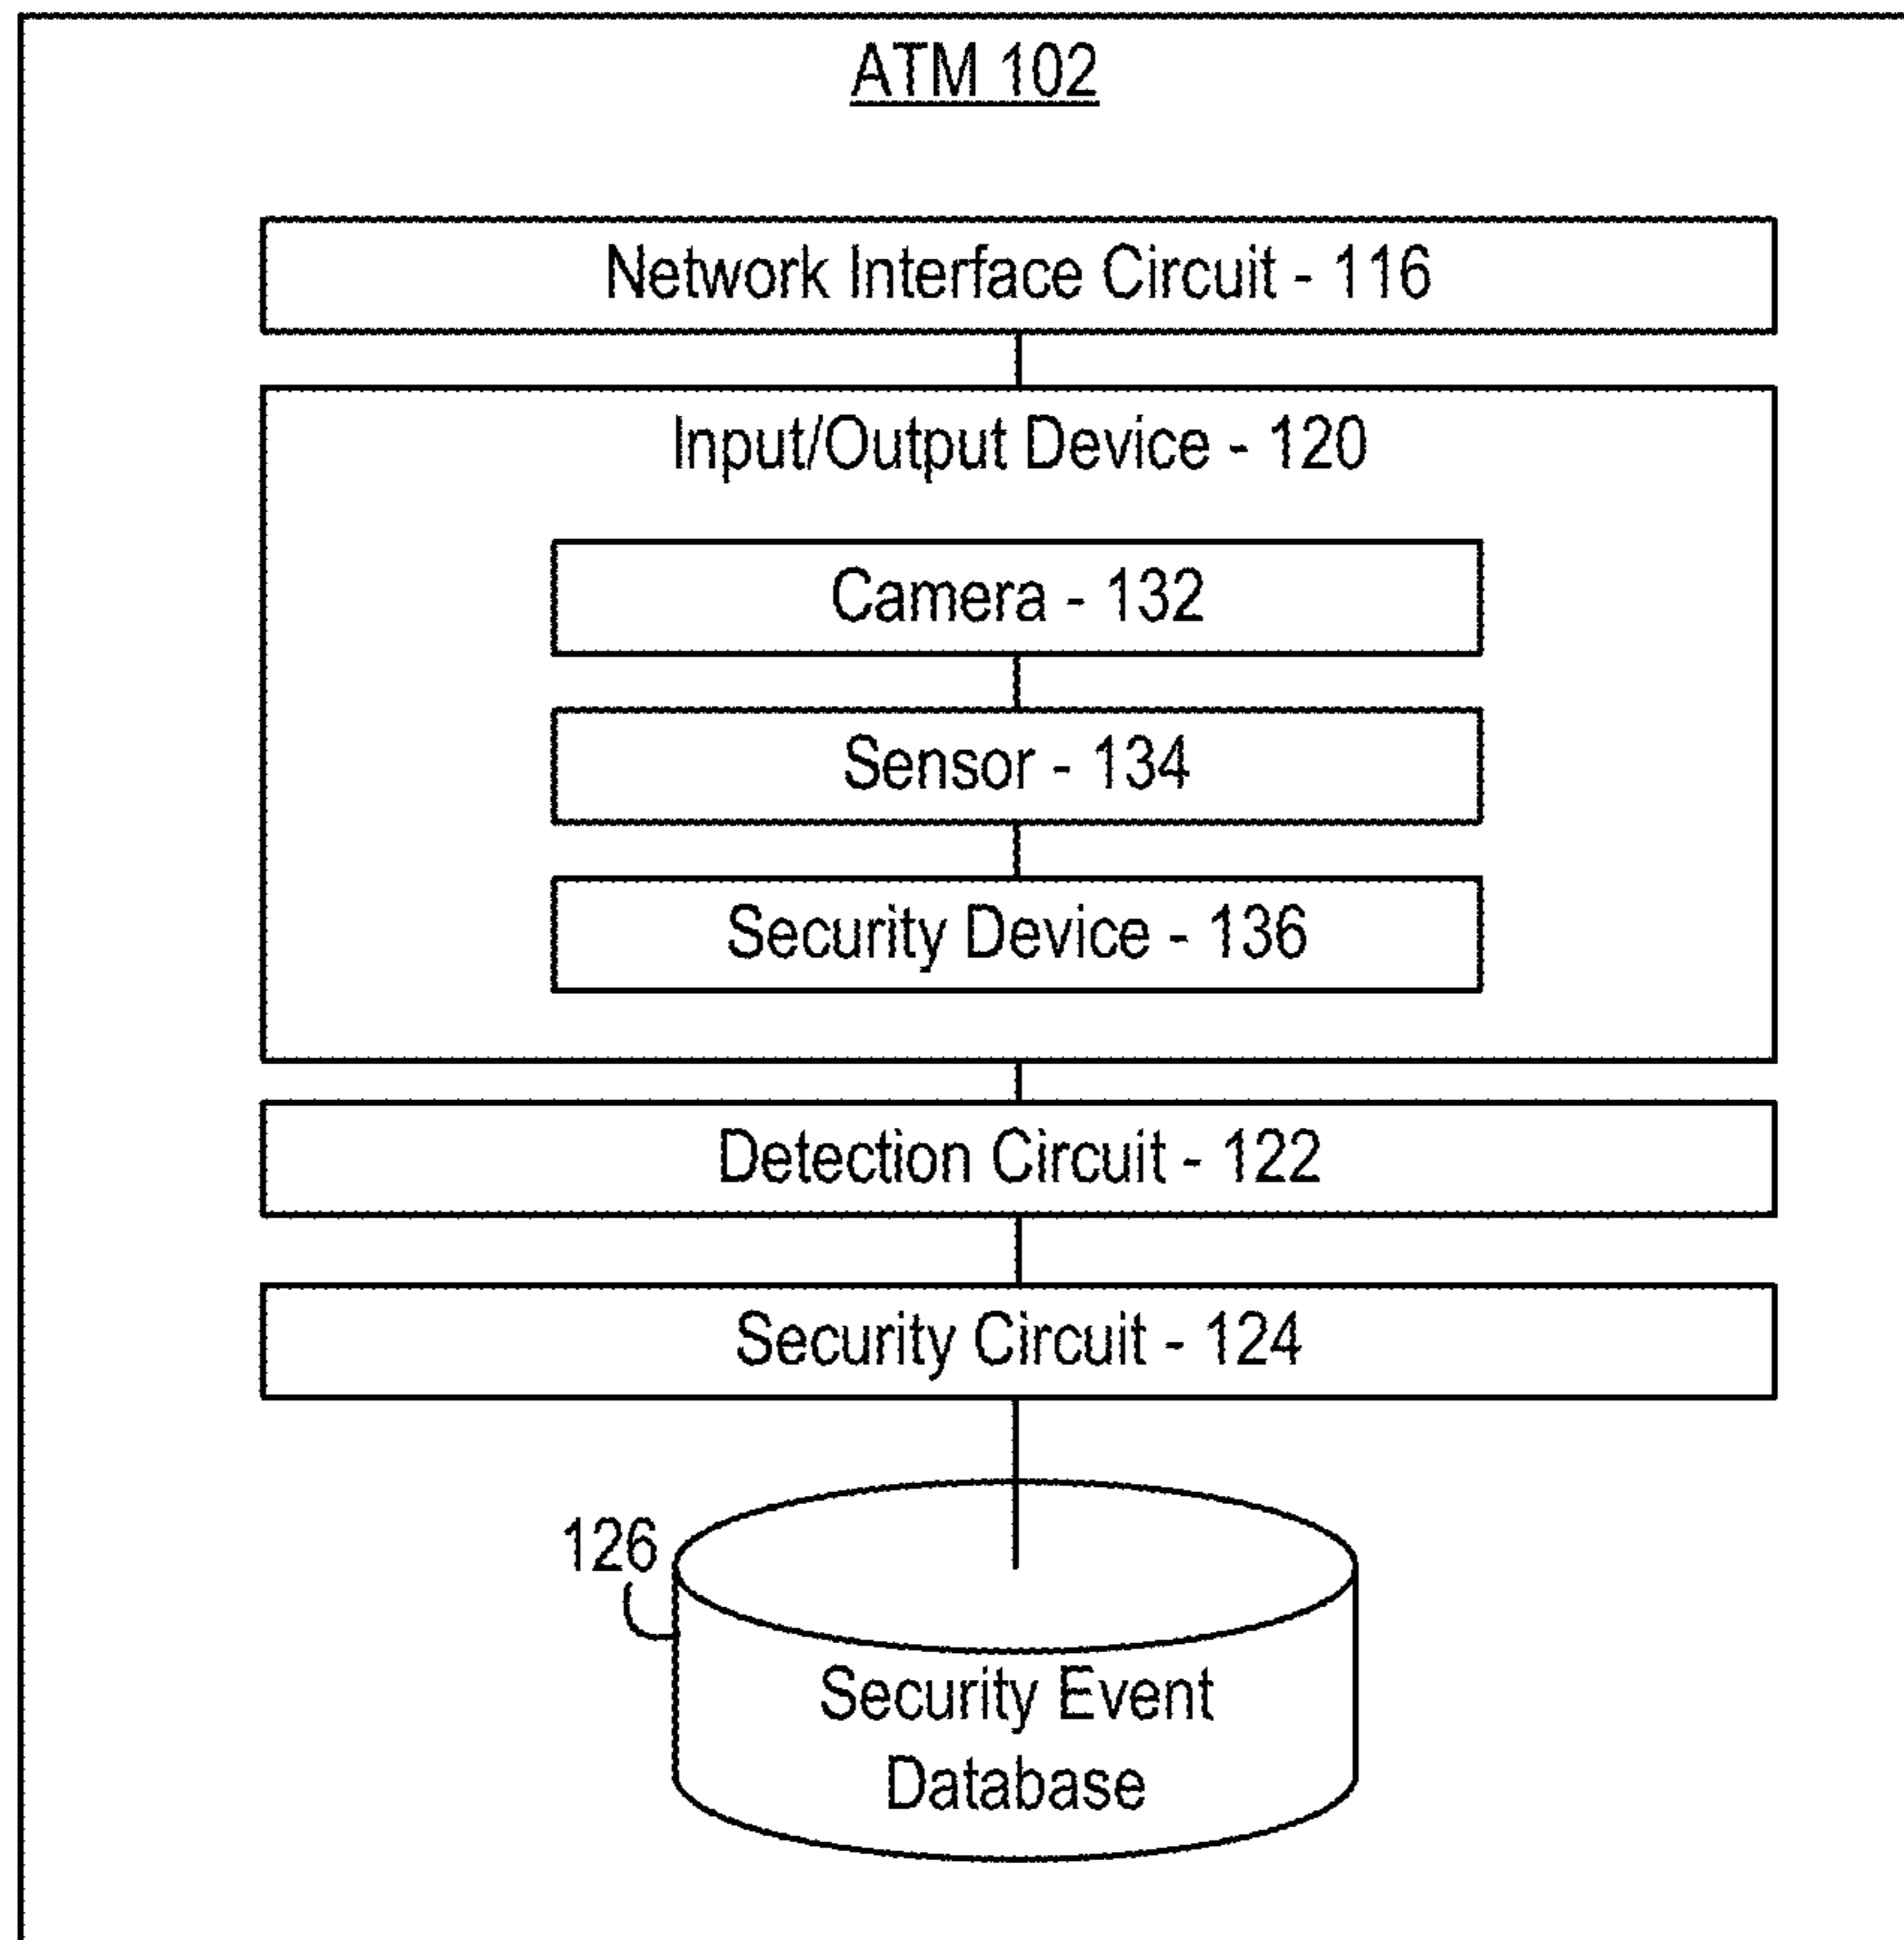 ATM 102
Network Interface Circuit - 116
Input/Output Device - 120
Camera - 132
Sensor - 134
Security Device - 136
Detection Circuit - 122
Security Circuit - 124
126
Security Event
Database